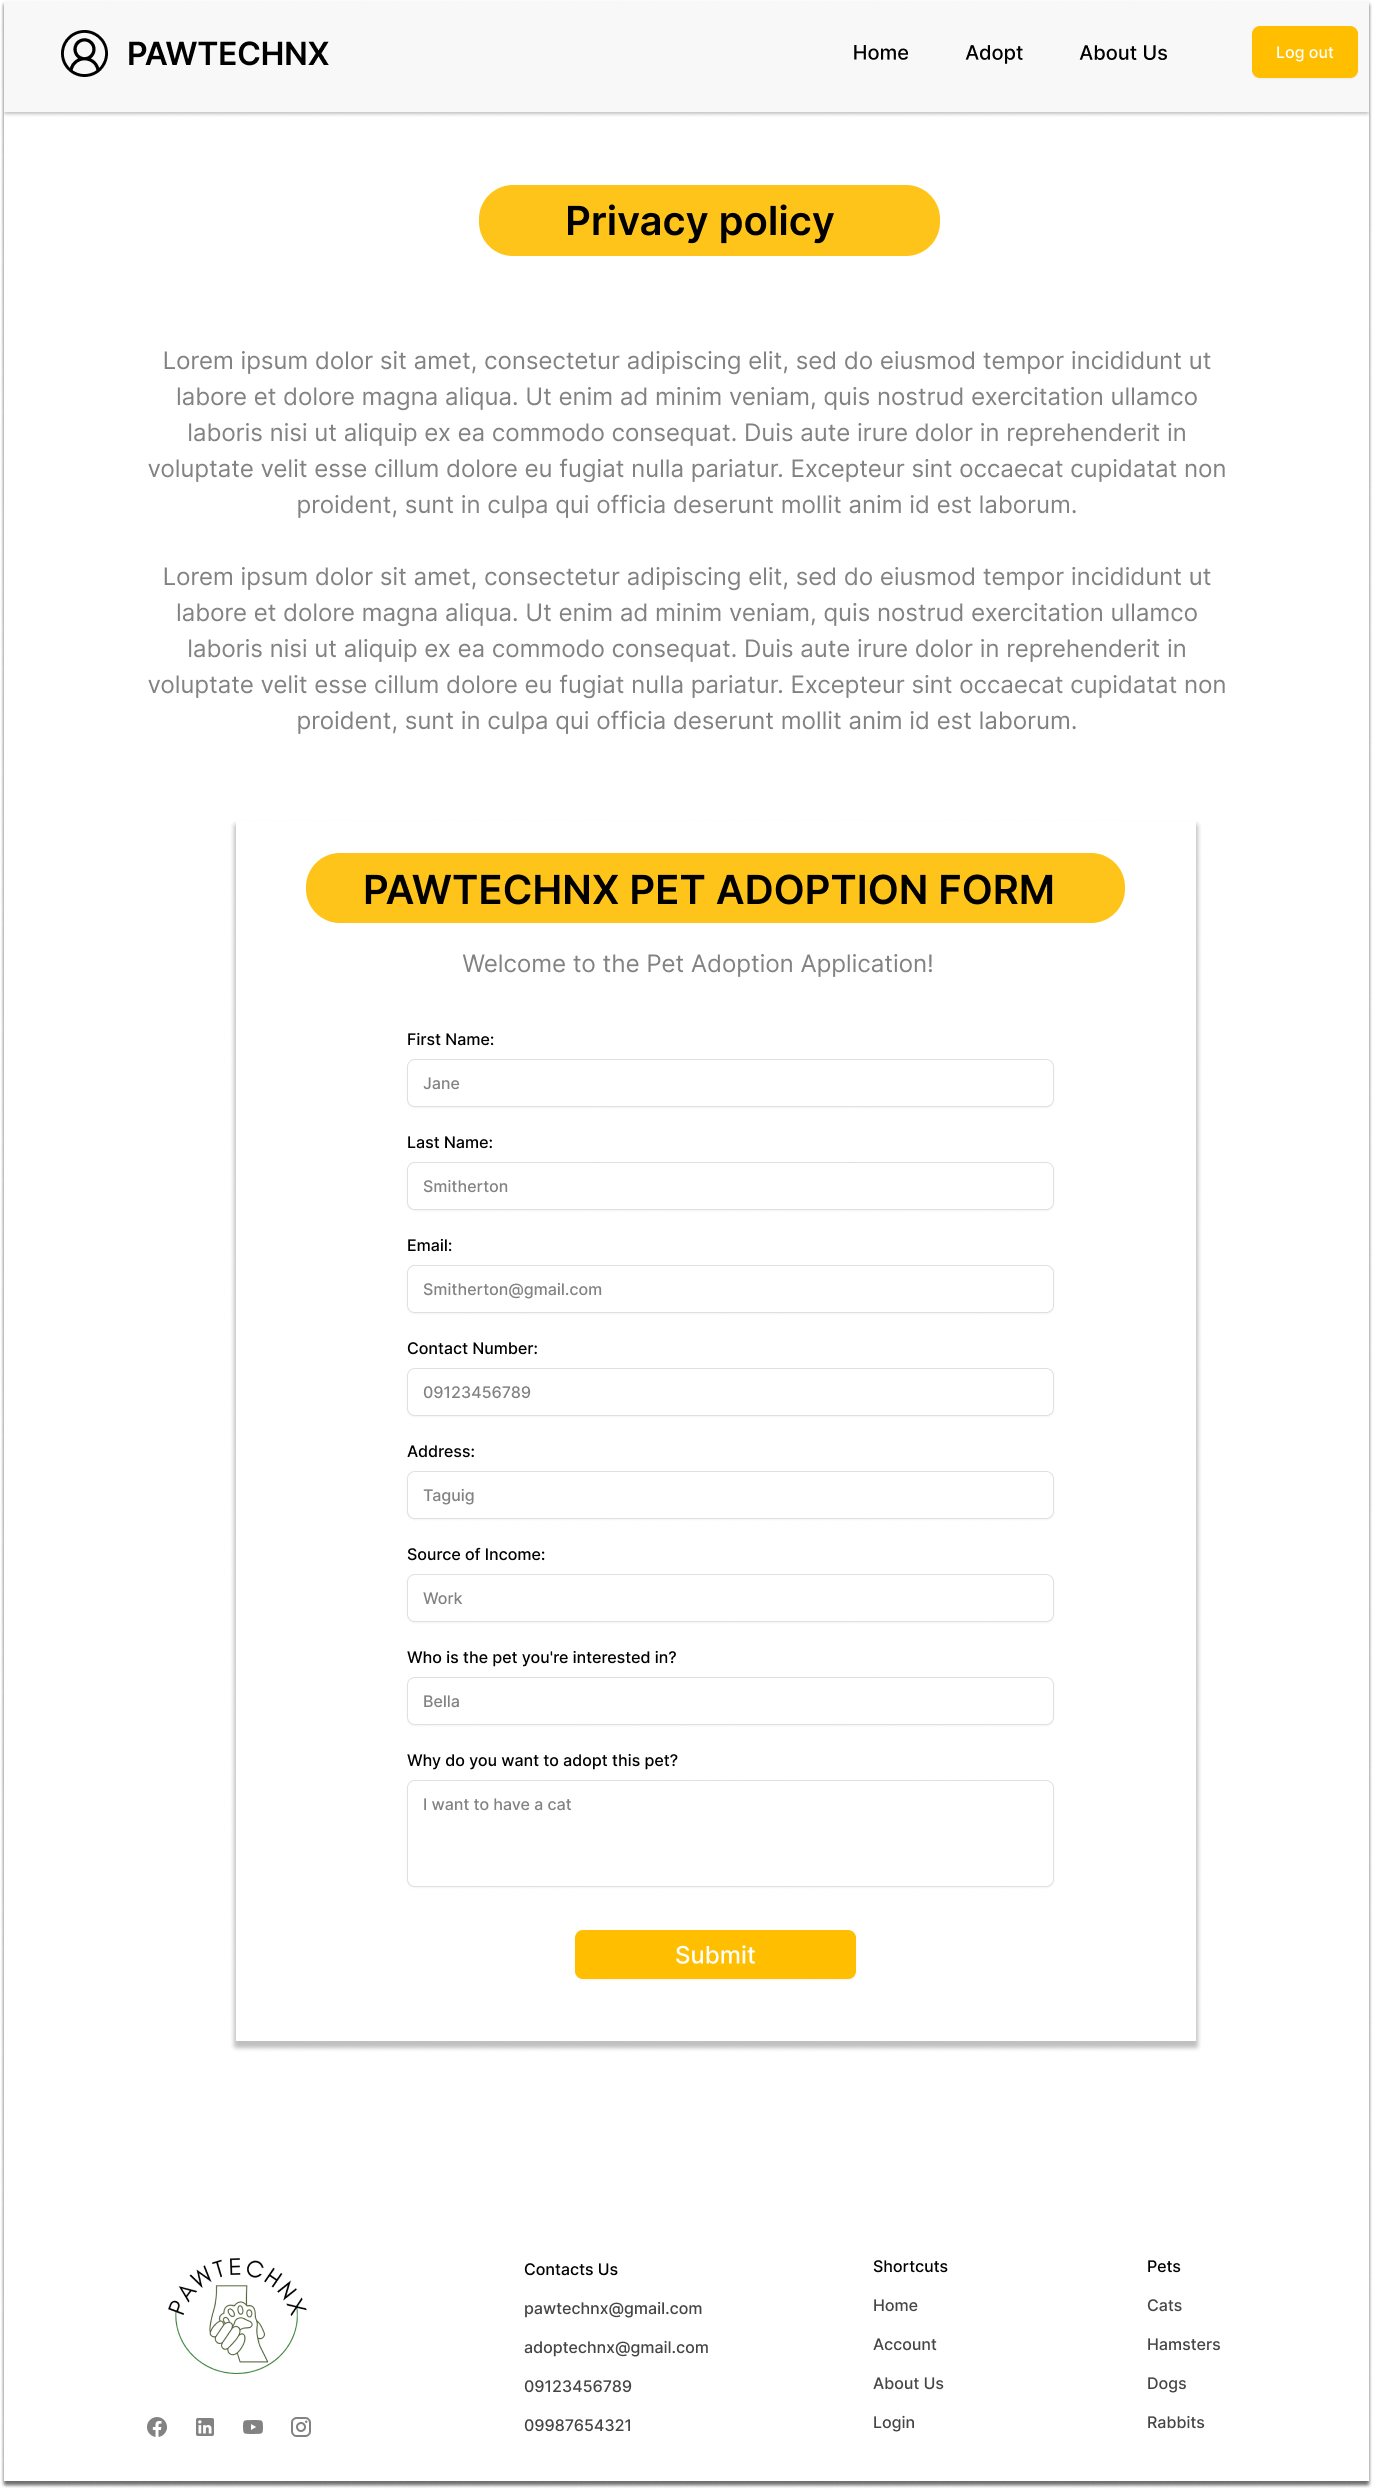 PAWTECHNX
Home
Adopt
About Us
Log out
Privacy policy
Lorem ipsum dolor sit amet, consectetur adipiscing elit, sed do eiusmod tempor incididunt ut
labore et dolore magna aliqua. Ut enim ad minim veniam, quis nostrud exercitation ullamco
laboris nisi ut aliquip ex ea commodo consequat. Duis aute irure dolor in reprehenderit in
voluptate velit esse cillum dolore eu fugiat nulla pariatur. Excepteur sint occaecat cupidatat non
proident, sunt in culpa qui officia deserunt mollit anim id est laborum.
Lorem ipsum dolor sit amet, consectetur adipiscing elit, sed do eiusmod tempor incididunt ut
labore et dolore magna aliqua. Ut enim ad minim veniam, quis nostrud exercitation ullamco
laboris nisi ut aliquip ex ea commodo consequat. Duis aute irure dolor in reprehenderit in
voluptate velit esse cillum dolore eu fugiat nulla pariatur. Excepteur sint occaecat cupidatat non
proident, sunt in culpa qui officia deserunt mollit anim id est laborum.
PAWTECHNX PET ADOPTION FORM
Welcome to the Pet Adoption Application!
First Name:
Jane
Last Name:
Smitherton
Email:
Smitherton@gmail.com
Contact Number:
09123456789
Address:
Taguig
Source of Income:
Work
Who is the pet you're interested in?
Bella
Why do you want to adopt this pet?
I want to have a cat
Submit
PAWTECHNX
Contacts Us
pawtechnx@gmail.com
adoptechnx@gmail.com
09123456789
09987654321
Shortcuts
Home
Account
About Us
Login
Pets
Cats
Hamsters
Dogs
Rabbits